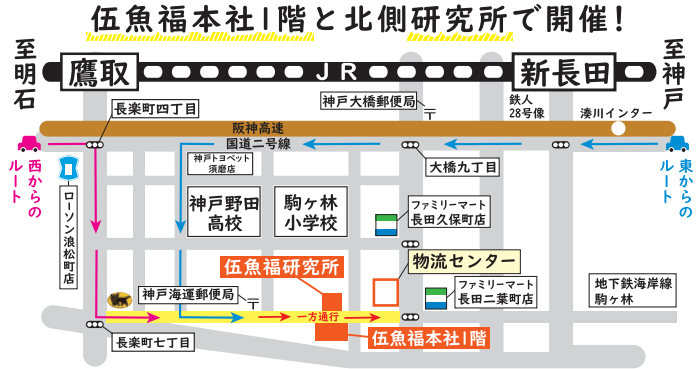 伍魚福本社1階と北側研究所で開催!
至明石
鷹取
JR
新長田
至神戸
長楽町四丁目
神戸大橋郵便局
〒
鉄人
28号像
湊川インター
阪神高速
国道二号線
西からの
ルート
東からの
ルート
神戸トヨペット
須磨店
大橋九丁目
ローソン浪松町店
神戸野田
高校
駒ヶ林
小学校
ファミリーマート
長田久保町店
伍魚福研究所
物流センター
神戸海運郵便局
〒
ファミリーマート
長田二葉町店
地下鉄海岸線
駒ヶ林
一方通行
長楽町七丁目
伍魚福本社1階